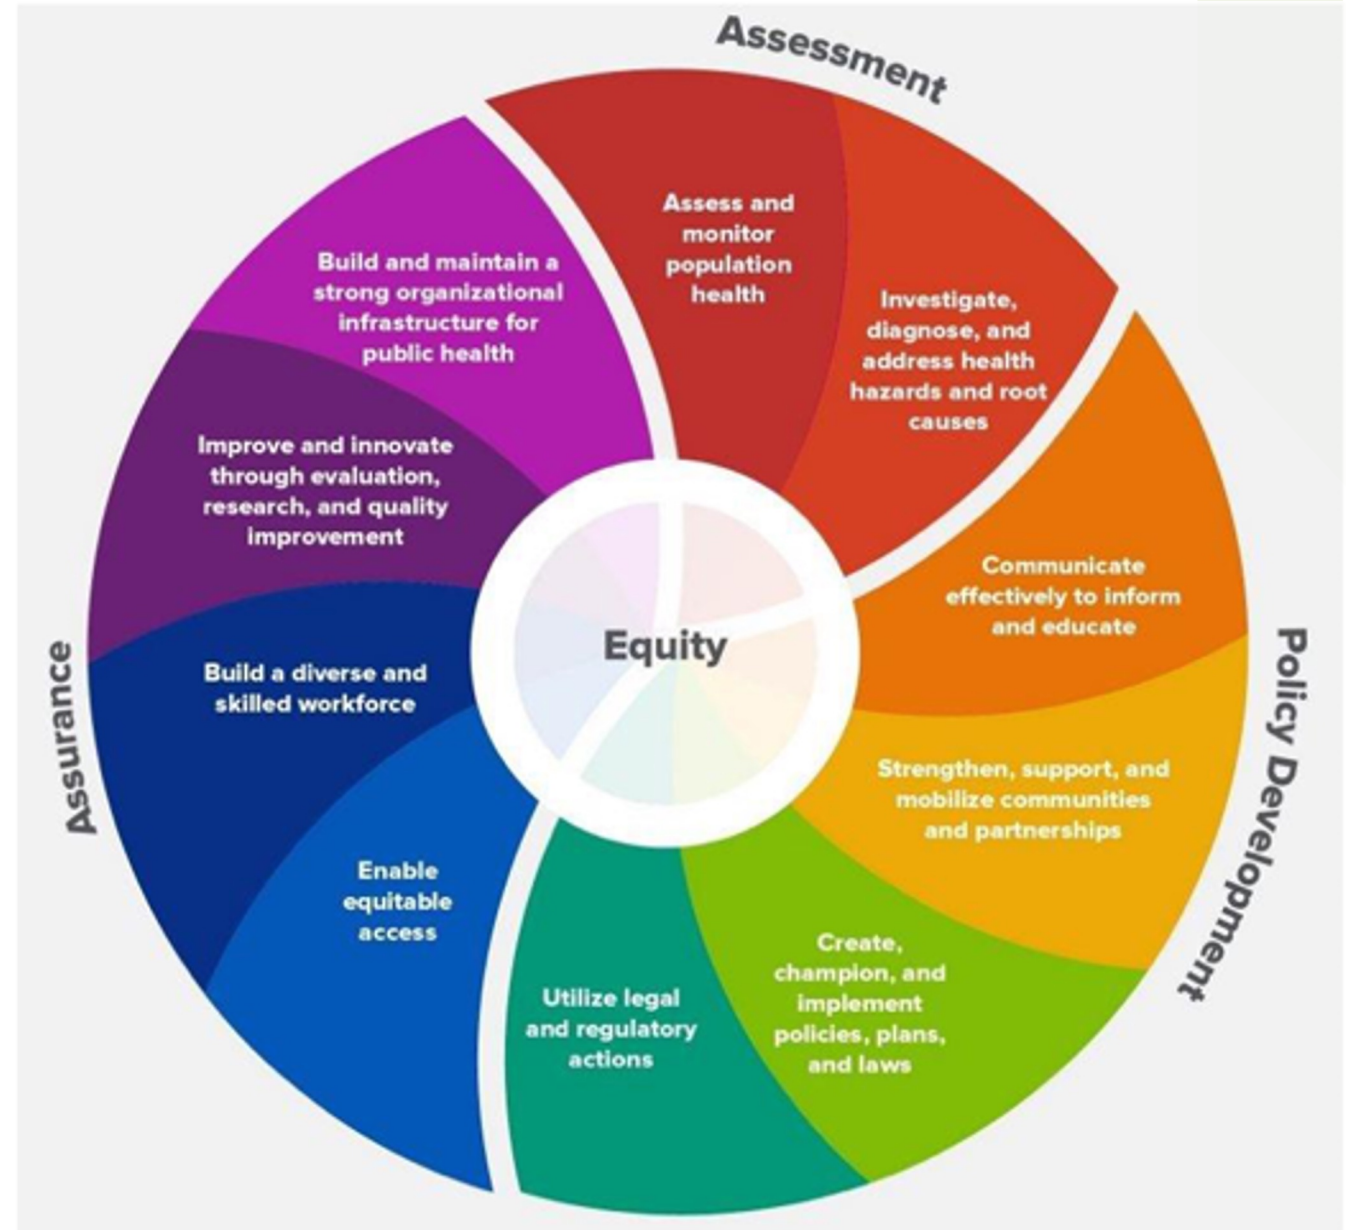 Assessment
Assess and
monitor
population
health
Investigate,
diagnose, and
address health
hazards and root
causes
Communicate
effectively to inform
and educate
Policy Development
Strengthen, support, and
mobilize communities
and partnerships
Create,
champion, and
implement
policies, plans,
and laws
Utilize legal
and regulatory
actions
Enable
equitable
access
Assurance
Build a diverse and
skilled workforce
Improve and innovate
through evaluation,
research, and quality
improvement
Build and maintain a
strong organizational
infrastructure for
public health
Equity